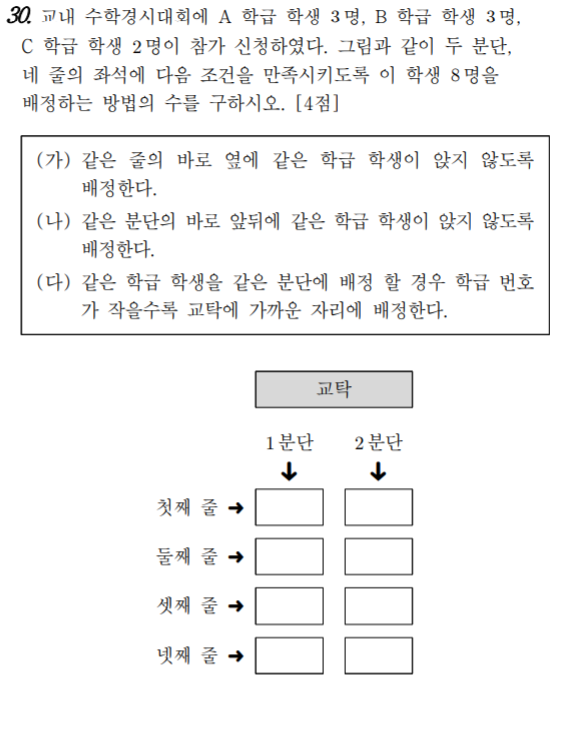 30. 교내 수학경시대회에 A 학급 학생 3명, B 학급 학생 3명,
C 학급 학생 2명이 참가 신청하였다. 그림과 같이 두 분단,
네 줄의 좌석에 다음 조건을 만족시키도록 이 학생 8명을
배정하는 방법의 수를 구하시오. [4점]
(가) 같은 줄의 바로 옆에 같은 학급 학생이 앉지 않도록
배정한다.
(나) 같은 분단의 바로 앞뒤에 같은 학급 학생이 앉지 않도록
배정한다.
(다) 같은 학급 학생을 같은 분단에 배정 할 경우 학급 번호
가 작을수록 교탁에 가까운 자리에 배정한다.
교탁
1분단 2분단
첫째 줄
둘째 줄
셋째 줄
넷째 줄